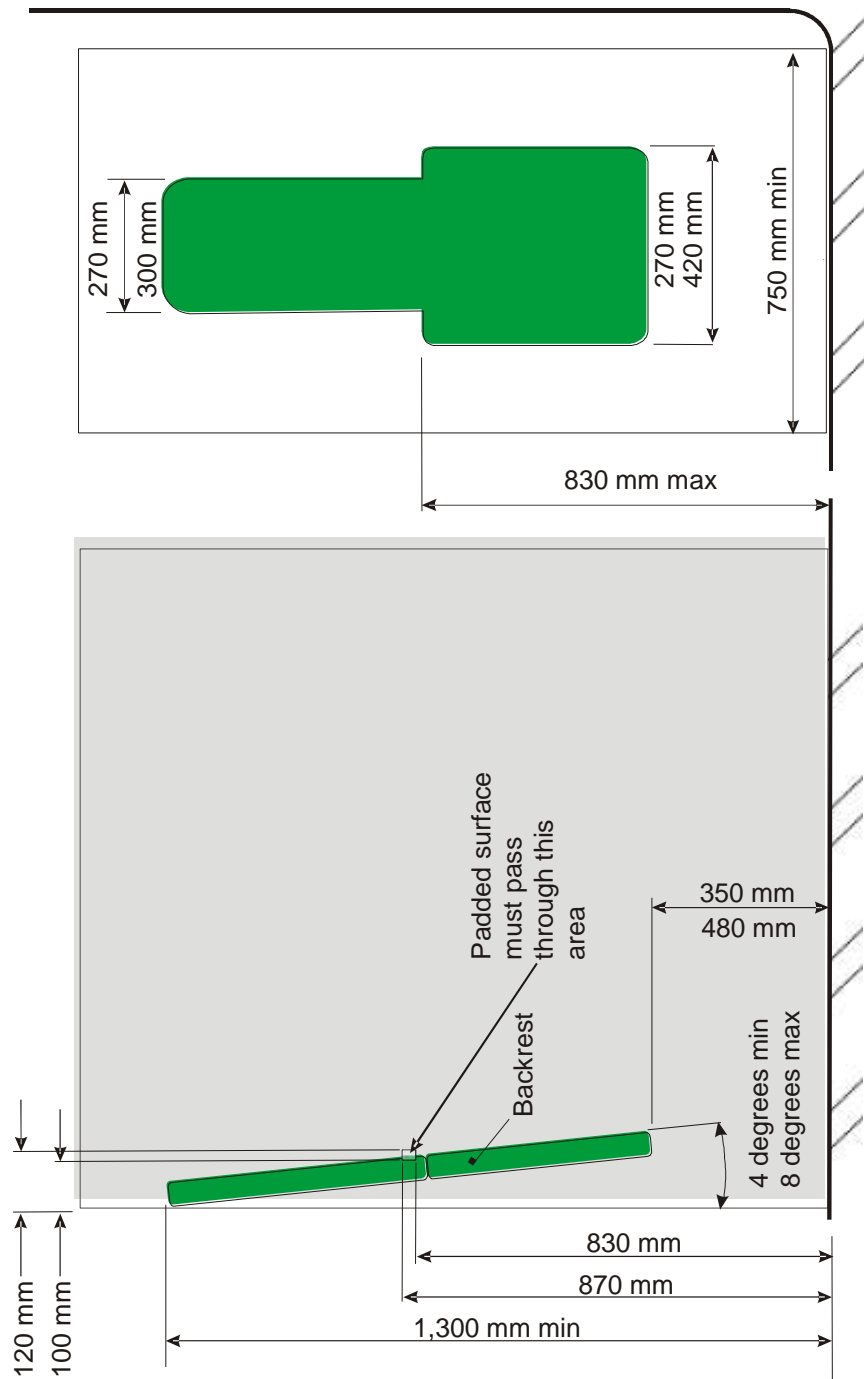 270 mm
300 mm
270 mm
420 mm
750 mm min
830 mm max
Padded surface
must pass
through this
area
Backrest
350 mm
480 mm
4 degrees min
8 degrees max
120 mm
100 mm
830 mm
870 mm
1,300 mm min